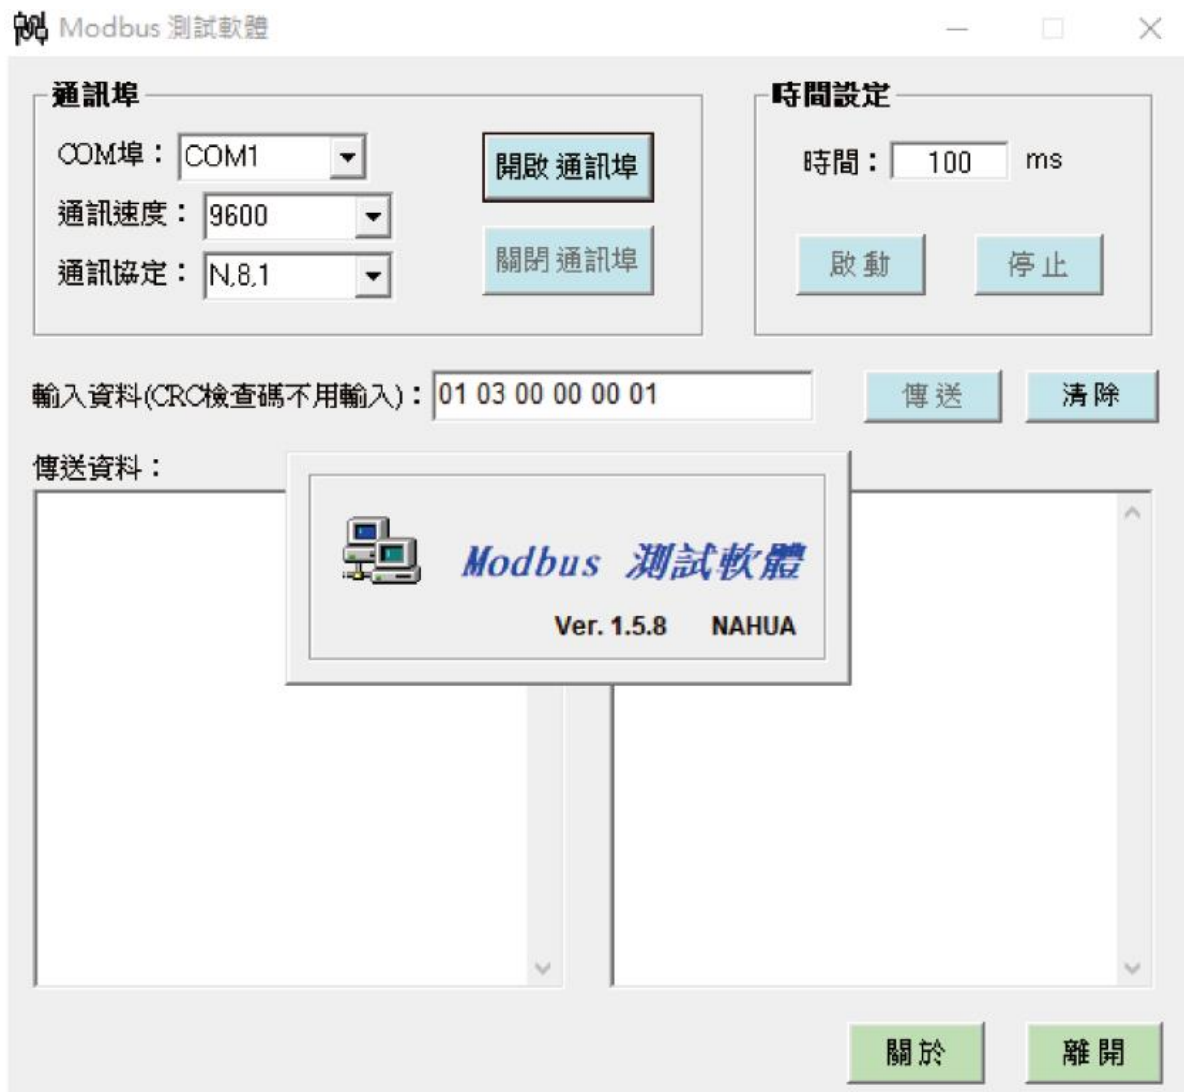 Modbus 測試軟體
通訊埠
COM埠：COM1
通訊速度：9600
通訊協定：N,8,1
開啟通訊埠
關閉通訊埠
時間設定
時間：100 ms
啟動 停止
輸入資料(CRC檢查碼不用輸入)：01 03 00 00 00 01 傳送 清除
傳送資料：
Modbus 測試軟體
Ver. 1.5.8 NAHUA
關於 離開